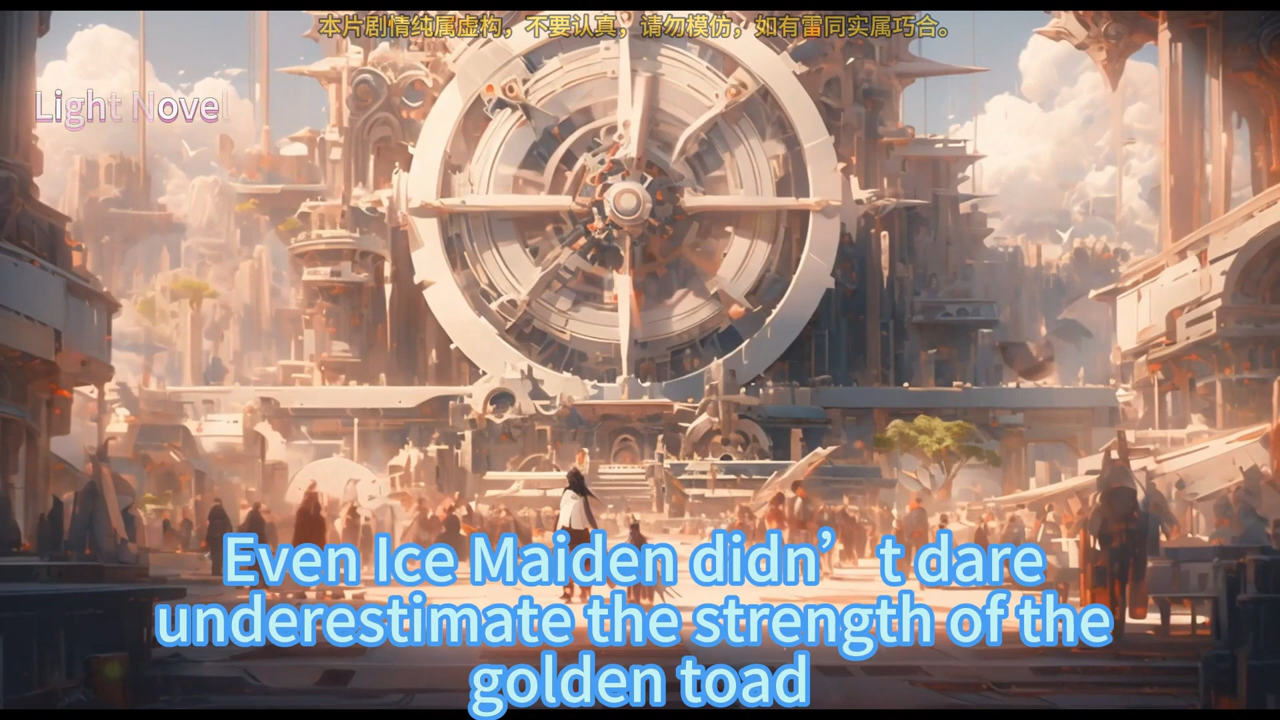 本片剧情纯属虚构，不要认真，请勿模仿，如有雷同实属巧合。
Light Novel
Even Ice Maiden didn’t dare
underestimate the strength of the
golden toad